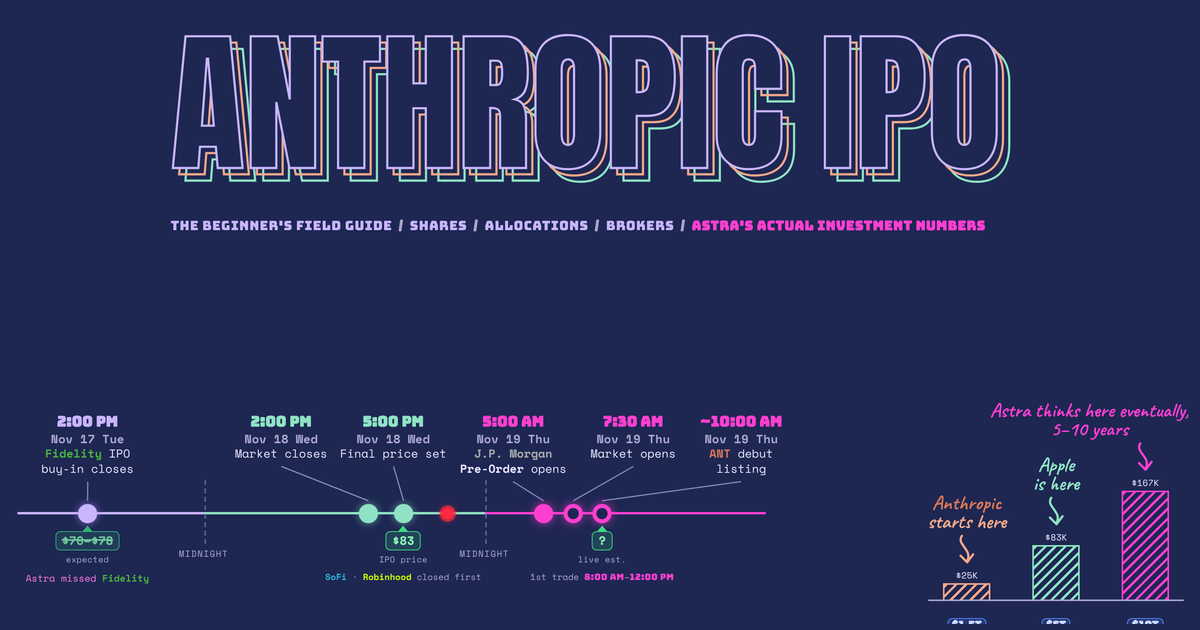 ANTHROPIC IPO
THE BEGINNER'S FIELD GUIDE / SHARES / ALLOCATIONS / BROKERS / ASTRA'S ACTUAL INVESTMENT NUMBERS
2:00 PM
Nov 17 Tue
Fidelity IPO
buy-in closes
$70–$78
expected
Astra missed Fidelity
MIDNIGHT
2:00 PM
Nov 18 Wed
Market closes
5:00 PM
Nov 18 Wed
Final price set
$83
IPO price
SoFi · Robinhood closed first
MIDNIGHT
5:00 AM
Nov 19 Thu
J.P. Morgan
Pre-Order opens
7:30 AM
Nov 19 Thu
Market opens
~10:00 AM
Nov 19 Thu
ANT debut
listing
?
live est.
1st trade 8:00 AM–12:00 PM
Anthropic
starts here
$25K
Apple
is here
$83K
Astra thinks here eventually,
5–10 years
$167K